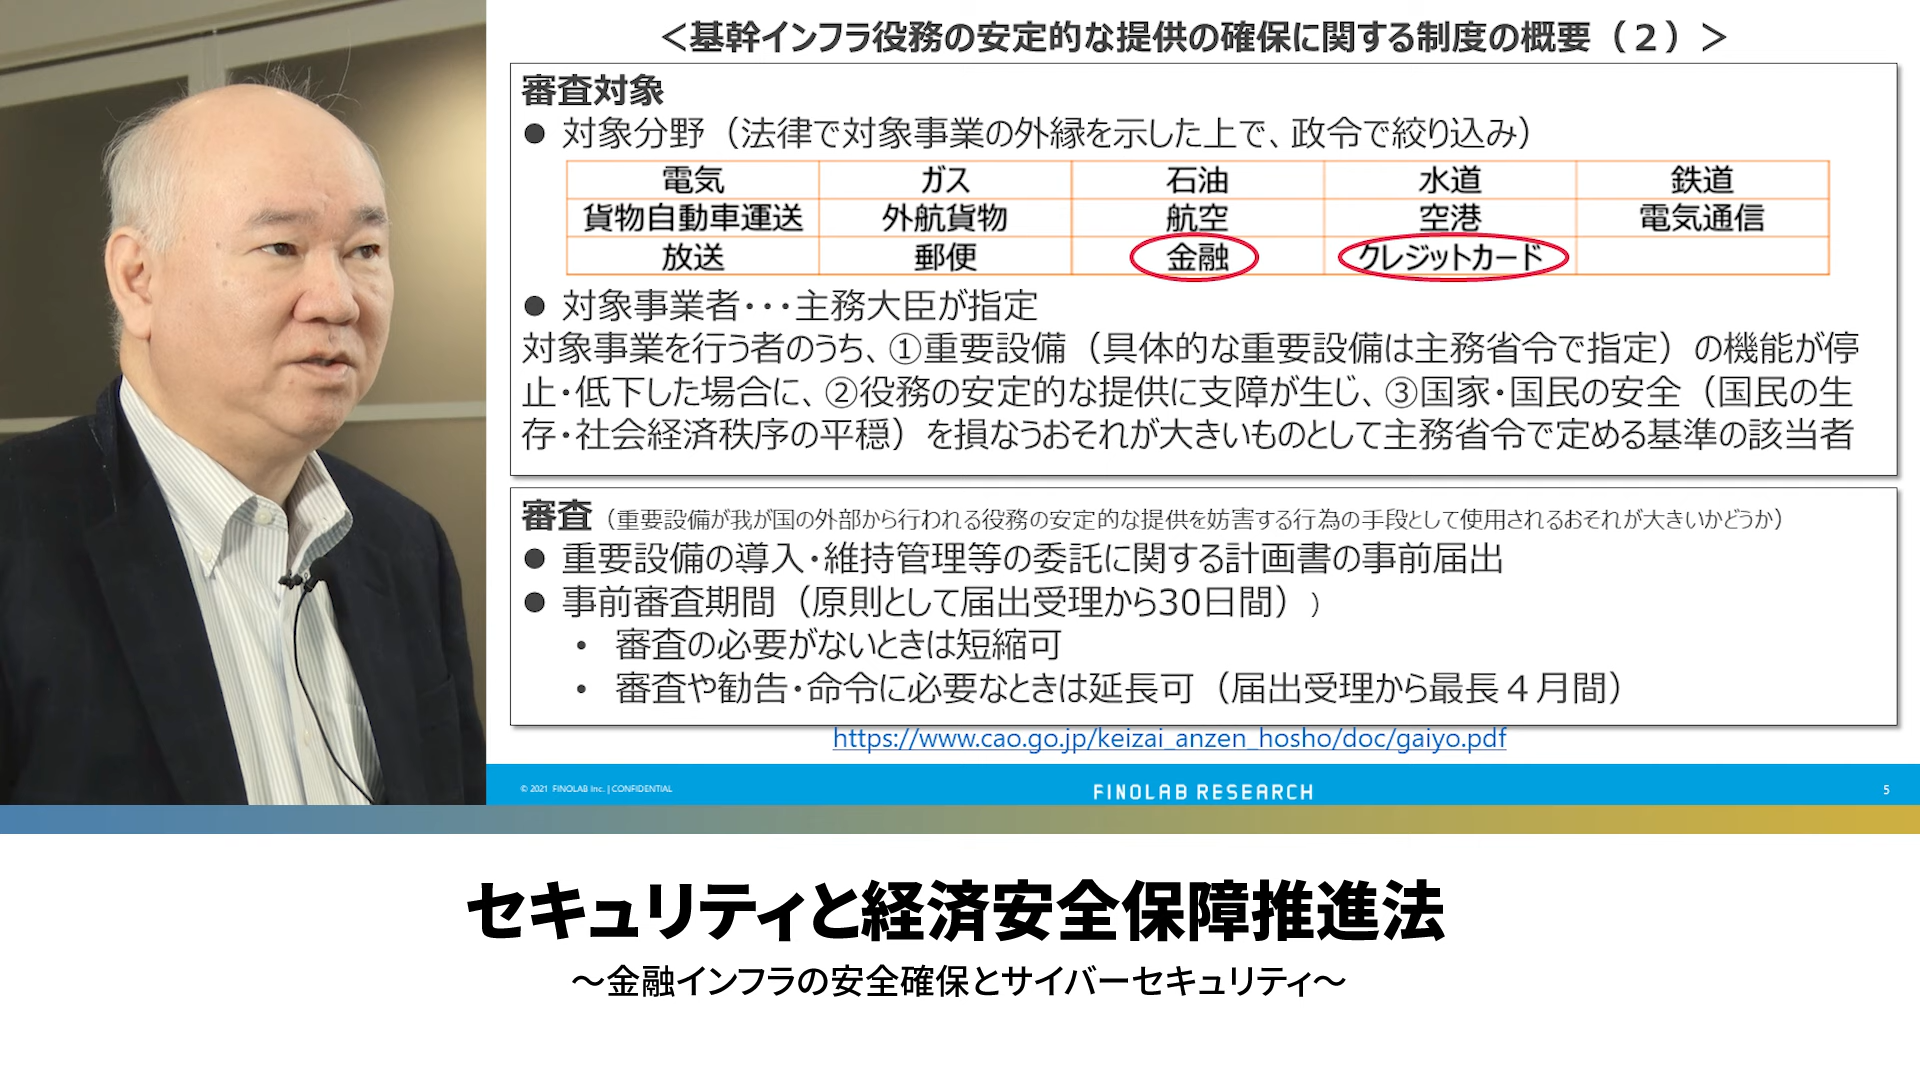 ＜基幹インフラ役務の安定的な提供の確保に関する制度の概要（２）＞
審査対象
● 対象分野（法律で対象事業の外縁を示した上で、政令で絞り込み）
電気 ガス 石油 水道 鉄道
貨物自動車運送 外航貨物 航空 空港 電気通信
放送 郵便 金融 クレジットカード
● 対象事業者・・・主務大臣が指定
対象事業を行う者のうち、①重要設備（具体的な重要設備は主務省令で指定）の機能が停
止・低下した場合に、②役務の安定的な提供に支障が生じ、③国家・国民の安全（国民の生
存・社会経済秩序の平穏）を損なうおそれが大きいものとして主務省令で定める基準の該当者
審査（重要設備が我が国の外部から行われる役務の安定的な提供を妨害する行為の手段として使用されるおそれが大きいかどうか）
● 重要設備の導入・維持管理等の委託に関する計画書の事前届出
● 事前審査期間（原則として届出受理から30日間））
• 審査の必要がないときは短縮可
• 審査や勧告・命令に必要なときは延長可（届出受理から最長４月間）
https://www.cao.go.jp/keizai_anzen_hosho/doc/gaiyo.pdf
© 2021 FINOLAB Inc. | CONFIDENTIAL
FINOLAB RESEARCH
5
セキュリティと経済安全保障推進法
〜金融インフラの安全確保とサイバーセキュリティ〜